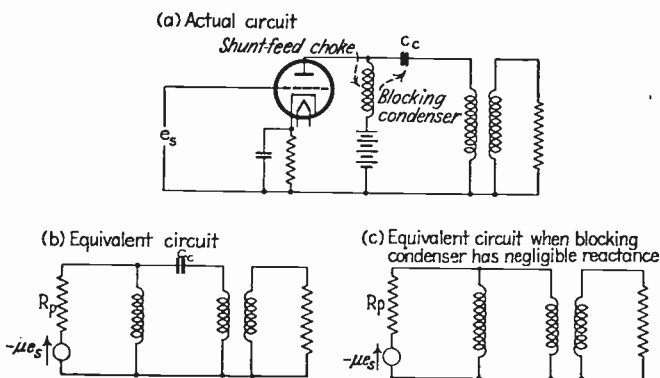 (a) Actual circuit
Shunt-feed choke
Cc
Blocking
condenser
es
(b) Equivalent circuit
Cc
Rp
-μes
(c) Equivalent circuit when blocking
condenser has negligible reactance
Rp
-μes